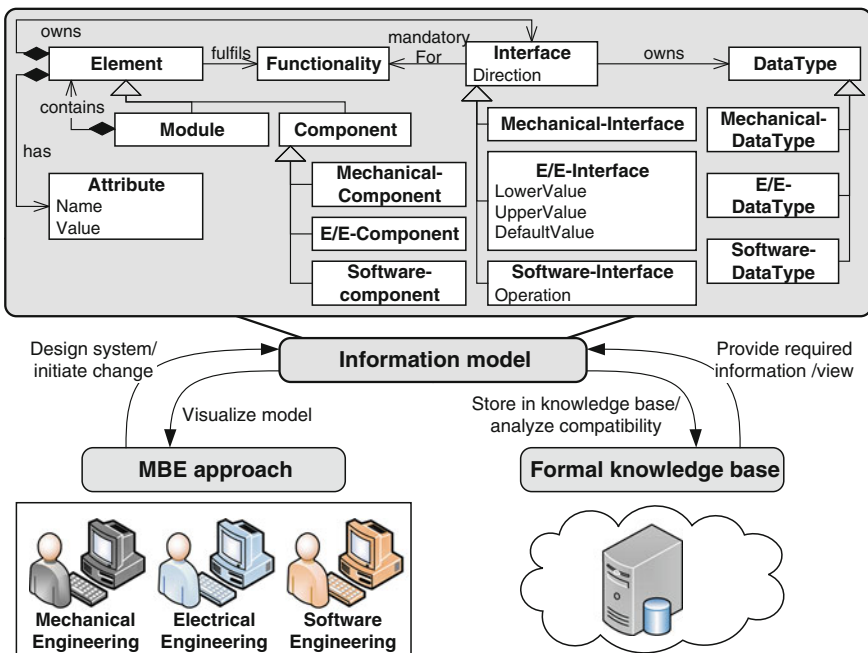 owns
Element
fulfils
Functionality
mandatory
For
Interface
Direction
owns
DataType
contains
Module
Component
Mechanical-Interface
Mechanical-
DataType
has
Attribute
Name
Value
Mechanical-
Component
E/E-Interface
LowerValue
UpperValue
DefaultValue
E/E-
DataType
E/E-Component
Software-
component
Software-Interface
Operation
Software-
DataType
Design system/
initiate change
Information model
Provide required
information /view
Visualize model
Store in knowledge base/
analyze compatibility
MBE approach
Formal knowledge base
Mechanical
Engineering
Electrical
Engineering
Software
Engineering